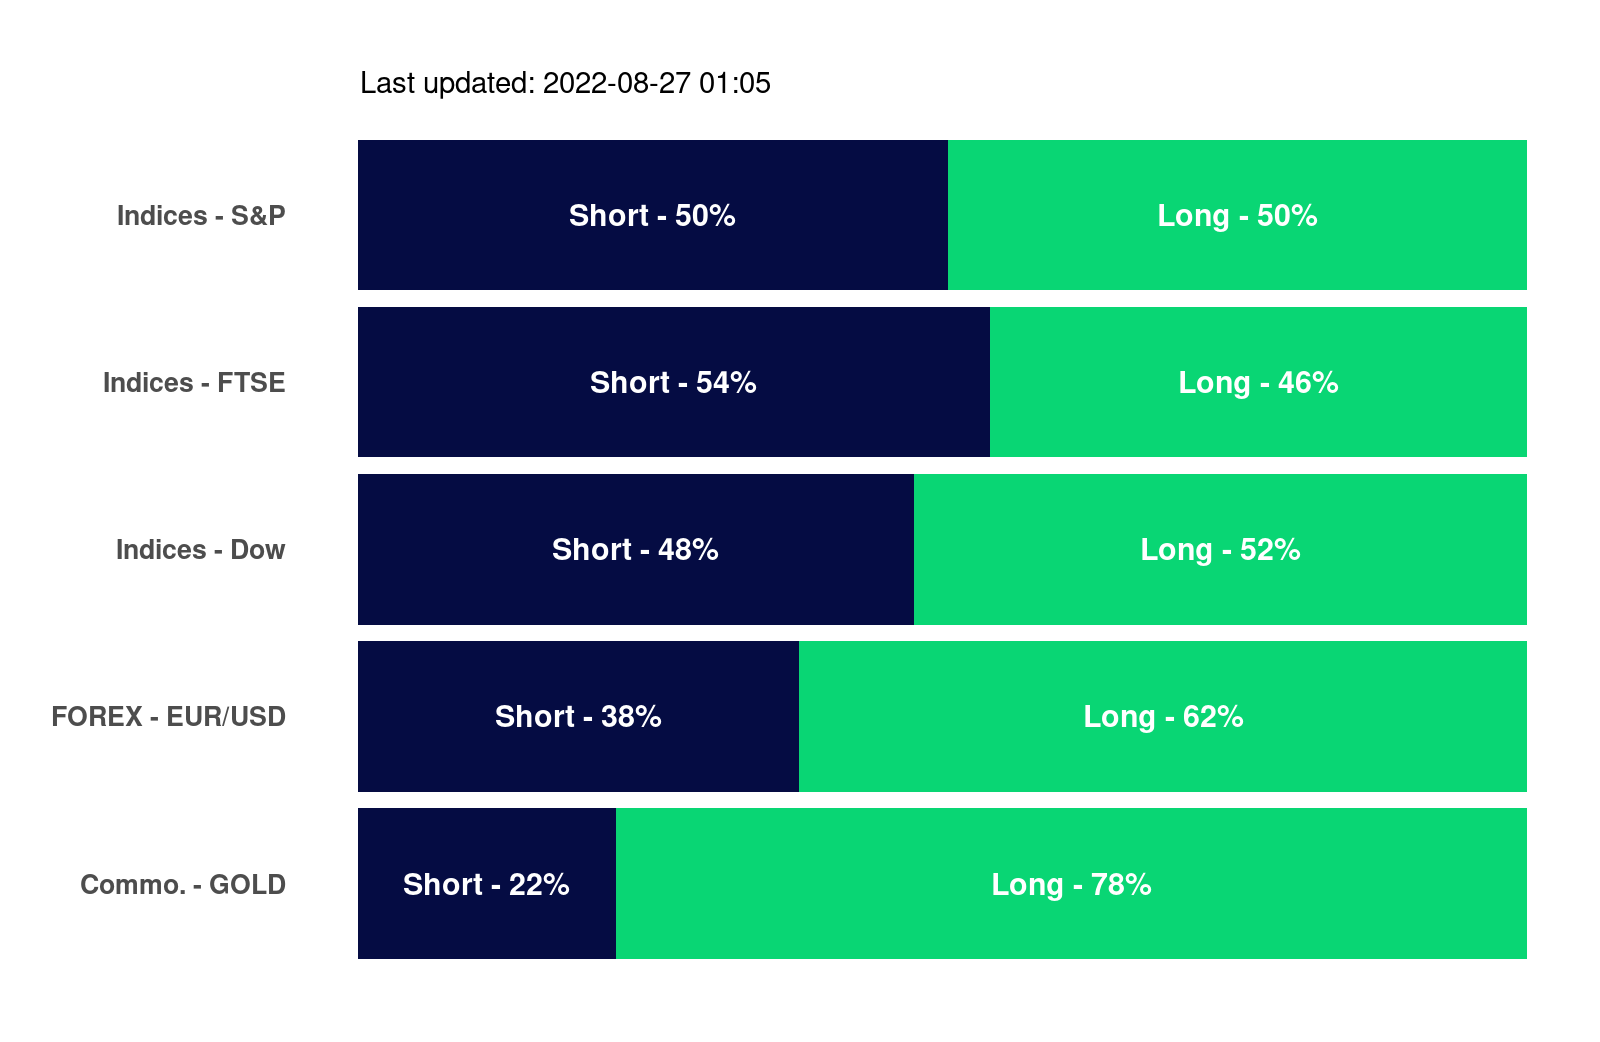 Last updated: 2022-08-27 01:05
Indices - S&P Short - 50% Long - 50%
Indices - FTSE Short - 54% Long - 46%
Indices - Dow Short - 48% Long - 52%
FOREX - EUR/USD Short - 38% Long - 62%
Commo. - GOLD Short - 22% Long - 78%